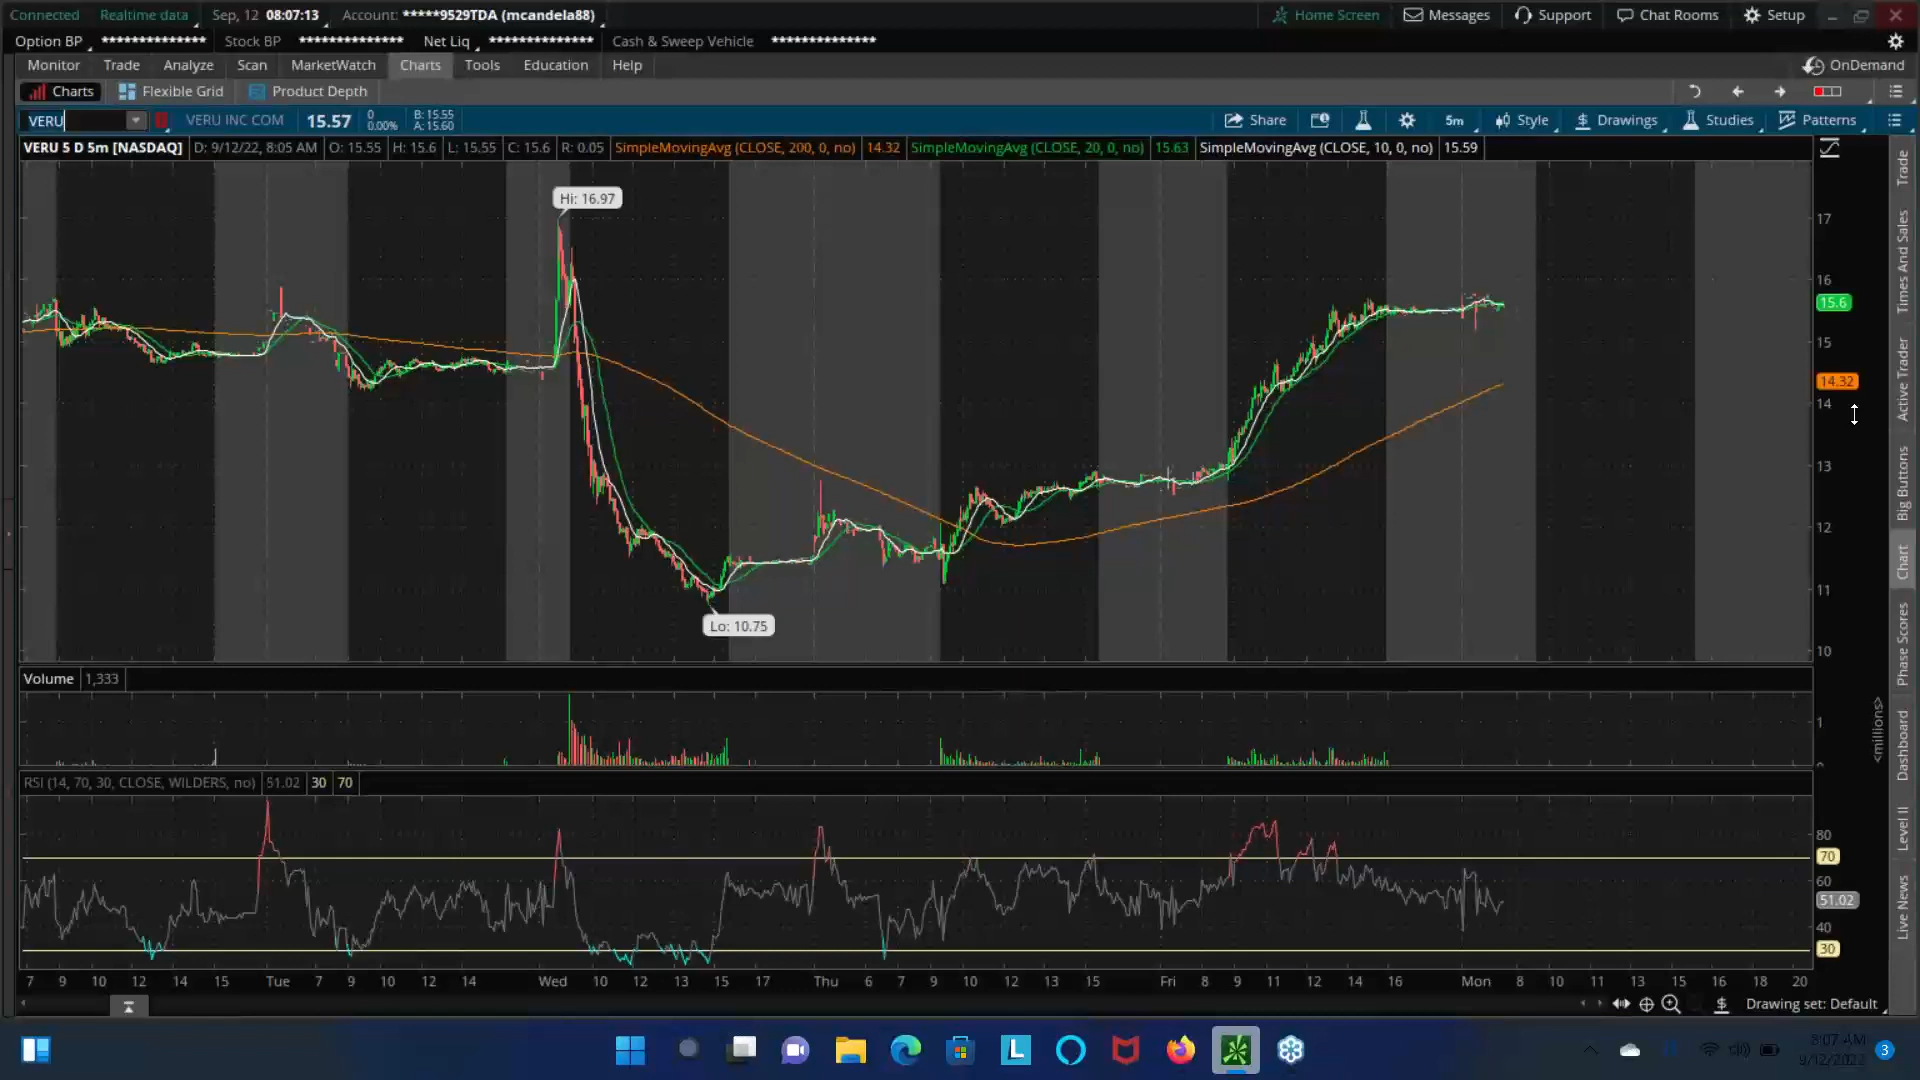 Connected Realtime data Sep, 12 08:07:13 Account: *****9529TDA (mcandela88) Home Screen Messages Support Chat Rooms Setup
Option BP ************** Stock BP ************** Net Liq ************** Cash & Sweep Vehicle **************
Monitor Trade Analyze Scan MarketWatch Charts Tools Education Help OnDemand
Charts Flexible Grid Product Depth
VERU VERU INC COM 15.57 0 B: 15.55 Share 5m Style Drawings Studies Patterns
0.00% A: 15.60
VERU 5 D 5m [NASDAQ] D: 9/12/22, 8:05 AM O: 15.55 H: 15.6 L: 15.55 C: 15.6 R: 0.05 SimpleMovingAvg (CLOSE, 200, 0, no) 14.32 SimpleMovingAvg (CLOSE, 20, 0, no) 15.63 SimpleMovingAvg (CLOSE, 10, 0, no) 15.59
Hi: 16.97
17
16
15.6
15
14.32
14
13
12
11
Lo: 10.75
10
Volume 1,333
1
<millions>
RSI (14, 70, 30, CLOSE, WILDERS, no) 51.02 30 70
80
70
60
51.02
40
30
7 9 10 12 14 15 Tue 7 9 10 12 14 Wed 10 12 13 15 17 Thu 6 7 9 10 12 13 15 Fri 8 9 11 12 14 16 Mon 8 10 11 13 15 16 18 20
Drawing set: Default
Trade
Times And Sales
Active Trader
Big Buttons
Chart
Phase Scores
Dashboard
Level II
Live News
8:07 AM
9/12/2022
3